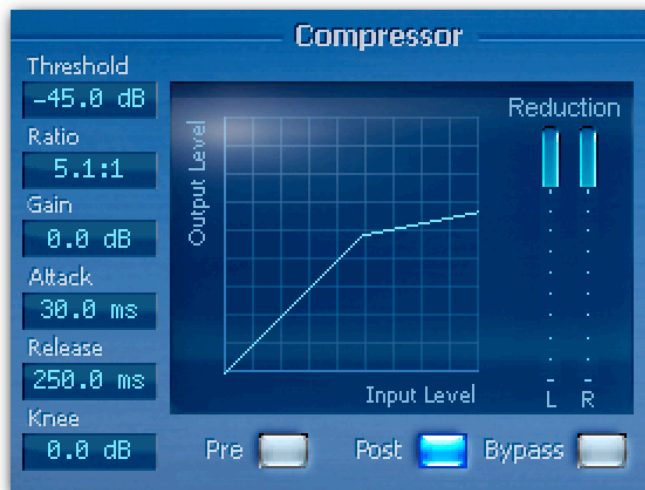 Compressor
Threshold
-45.0 dB
Ratio
5.1:1
Gain
0.0 dB
Attack
30.0 ms
Release
250.0 ms
Knee
0.0 dB
Output Level
Input Level
Reduction
L R
Pre
Post
Bypass